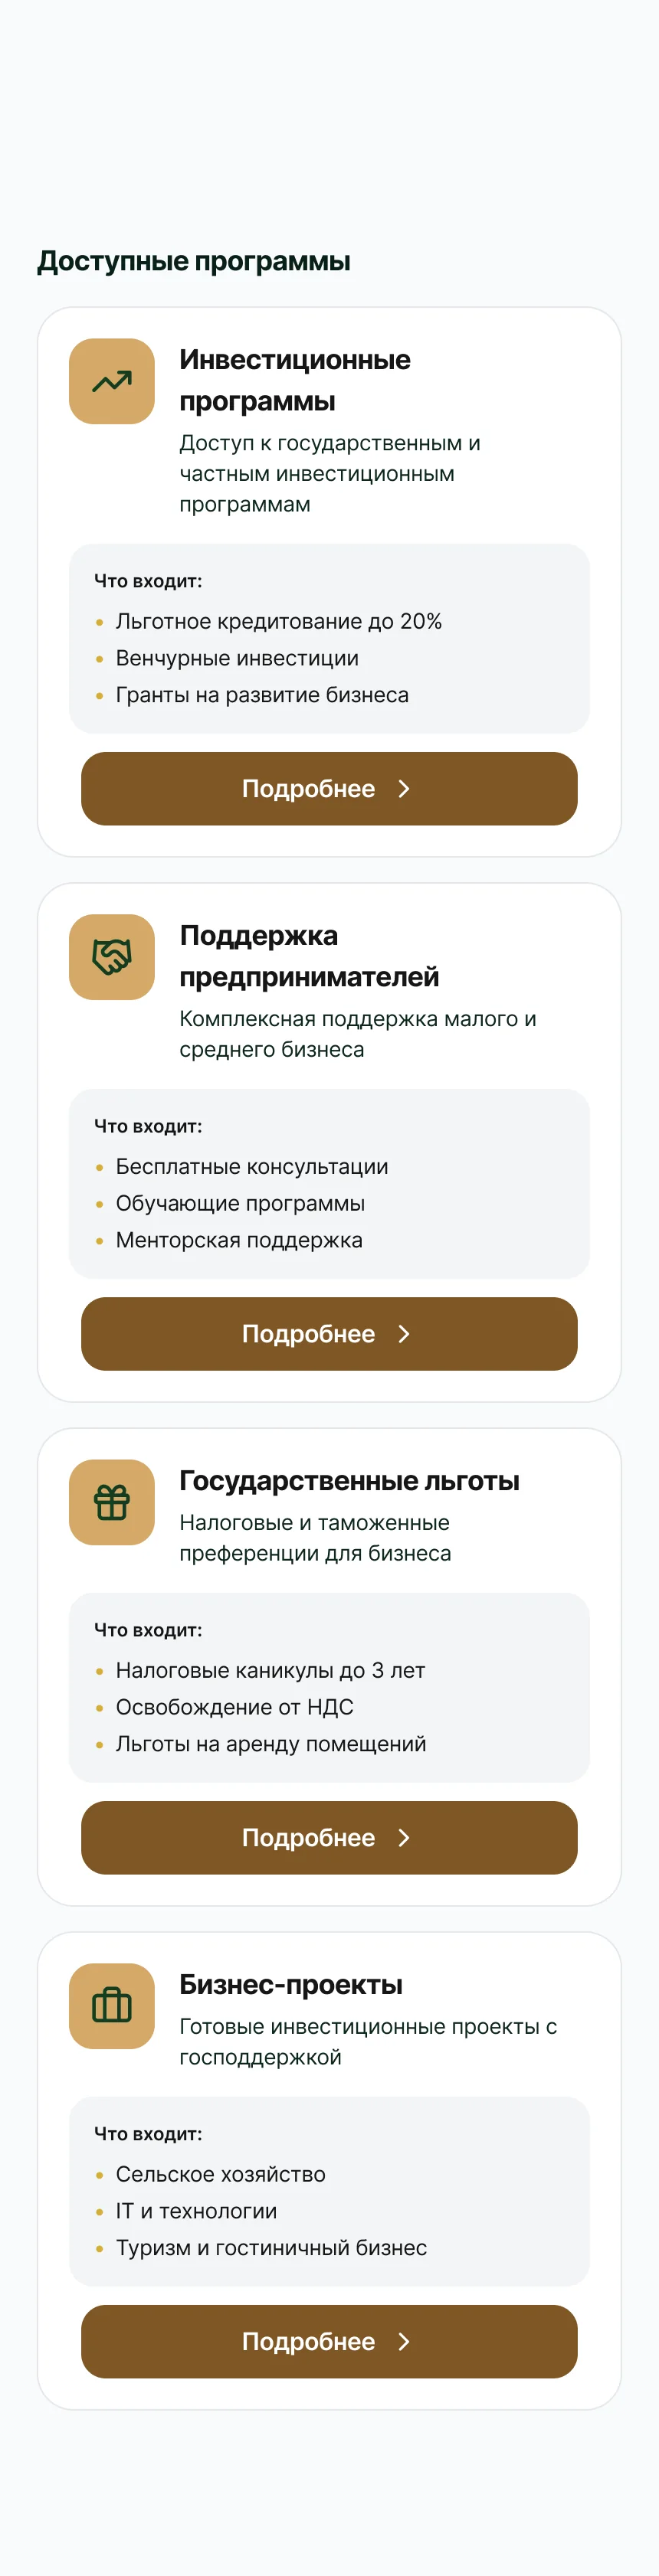 Доступные программы
Инвестиционные
программы
Доступ к государственным и
частным инвестиционным
программам
Что входит:
• Льготное кредитование до 20%
• Венчурные инвестиции
• Гранты на развитие бизнеса
Подробнее
Поддержка
предпринимателей
Комплексная поддержка малого и
среднего бизнеса
Что входит:
• Бесплатные консультации
• Обучающие программы
• Менторская поддержка
Подробнее
Государственные льготы
Налоговые и таможенные
преференции для бизнеса
Что входит:
• Налоговые каникулы до 3 лет
• Освобождение от НДС
• Льготы на аренду помещений
Подробнее
Бизнес-проекты
Готовые инвестиционные проекты с
господдержкой
Что входит:
• Сельское хозяйство
• IT и технологии
• Туризм и гостиничный бизнес
Подробнее